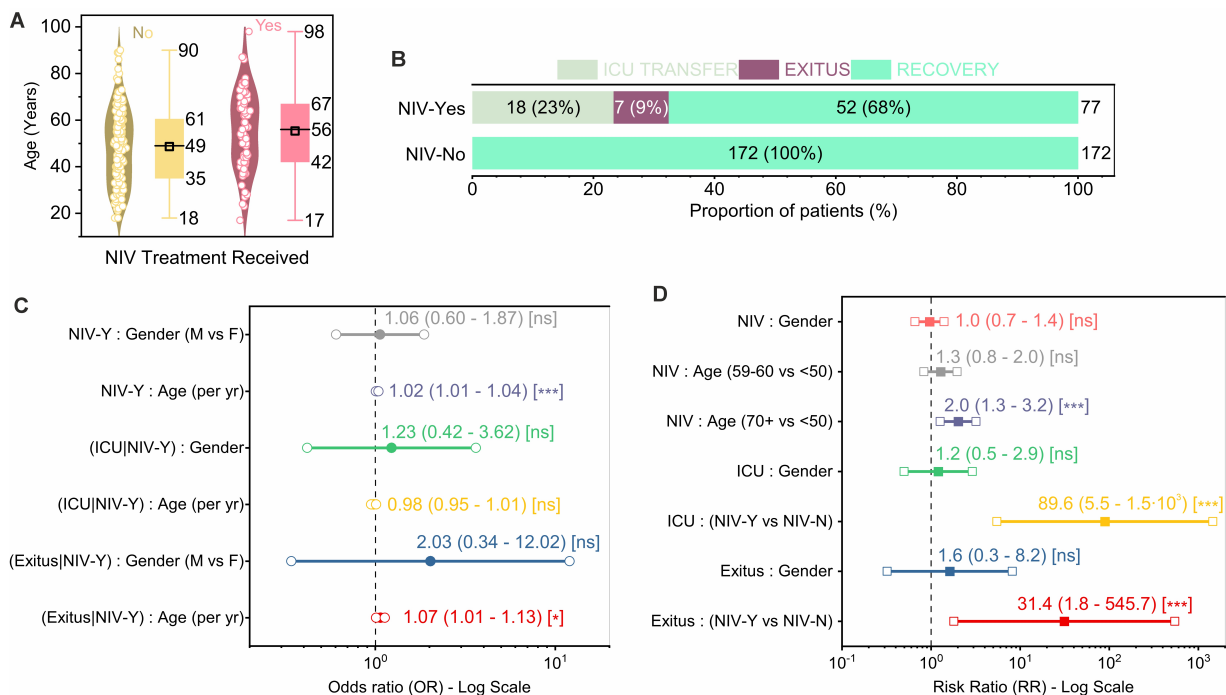 A
100
80
60
40
20
Age (Years)
No
Yes
90
61
49
35
18
98
67
56
42
17
NIV Treatment Received
B
ICU TRANSFER EXITUS RECOVERY
NIV-Yes 18 (23%) 7 (9%) 52 (68%) 77
NIV-No 172 (100%) 172
0 20 40 60 80 100
Proportion of patients (%)
C
NIV-Y : Gender (M vs F) 1.06 (0.60 - 1.87) [ns]
NIV-Y : Age (per yr) 1.02 (1.01 - 1.04) [***]
(ICU|NIV-Y) : Gender 1.23 (0.42 - 3.62) [ns]
(ICU|NIV-Y) : Age (per yr) 0.98 (0.95 - 1.01) [ns]
(Exitus|NIV-Y) : Gender (M vs F) 2.03 (0.34 - 12.02) [ns]
(Exitus|NIV-Y) : Age (per yr) 1.07 (1.01 - 1.13) [*]
10⁰ 10¹
Odds ratio (OR) - Log Scale
D
NIV : Gender 1.0 (0.7 - 1.4) [ns]
NIV : Age (59-60 vs <50) 1.3 (0.8 - 2.0) [ns]
NIV : Age (70+ vs <50) 2.0 (1.3 - 3.2) [***]
ICU : Gender 1.2 (0.5 - 2.9) [ns]
ICU : (NIV-Y vs NIV-N) 89.6 (5.5 - 1.5·10³) [***]
Exitus : Gender 1.6 (0.3 - 8.2) [ns]
Exitus : (NIV-Y vs NIV-N) 31.4 (1.8 - 545.7) [***]
10⁻¹ 10⁰ 10¹ 10² 10³
Risk Ratio (RR) - Log Scale